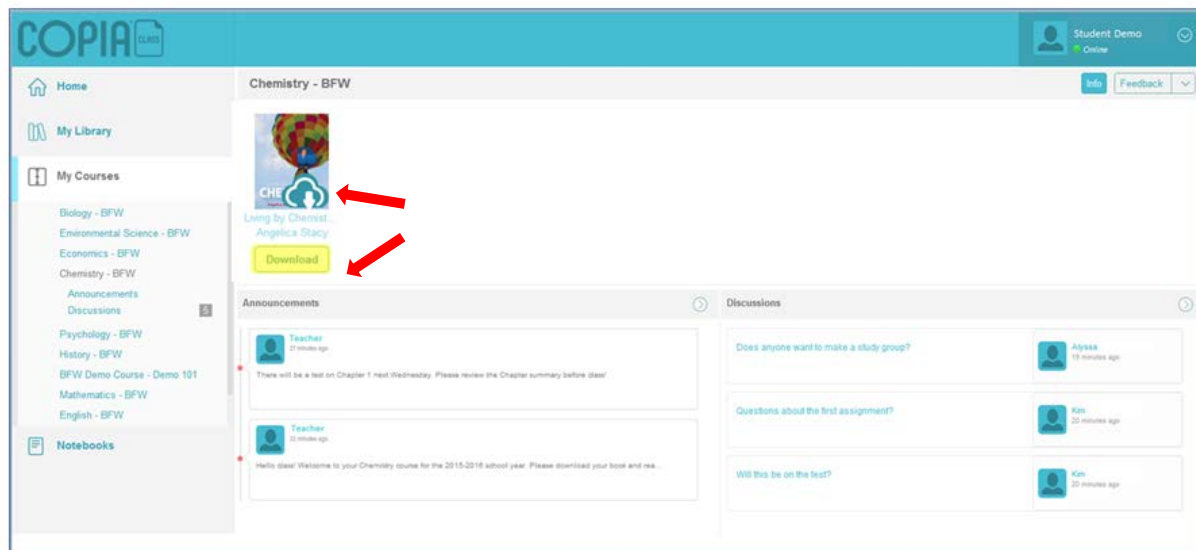 COPIA CLASS
Student Demo
Online
Home
My Library
My Courses
Biology - BFW
Environmental Science - BFW
Economics - BFW
Chemistry - BFW
Announcements
Discussions 5
Psychology - BFW
History - BFW
BFW Demo Course - Demo 101
Mathematics - BFW
English - BFW
Notebooks
Chemistry - BFW
Info
Feedback
CHE
Living by Chemist...
Angelica Stacy
Download
Announcements
Teacher
21 minutes ago
There will be a test on Chapter 1 next Wednesday. Please review the Chapter summary before class!
Teacher
minutes ago
Hello class! Welcome to your Chemistry course for the 2015-2016 school year. Please download your book and rea...
Discussions
Does anyone want to make a study group?
Alyssa
19 minutes ago
Questions about the first assignment?
Kim
20 minutes ago
Will this be on the test?
Kim
20 minutes ago